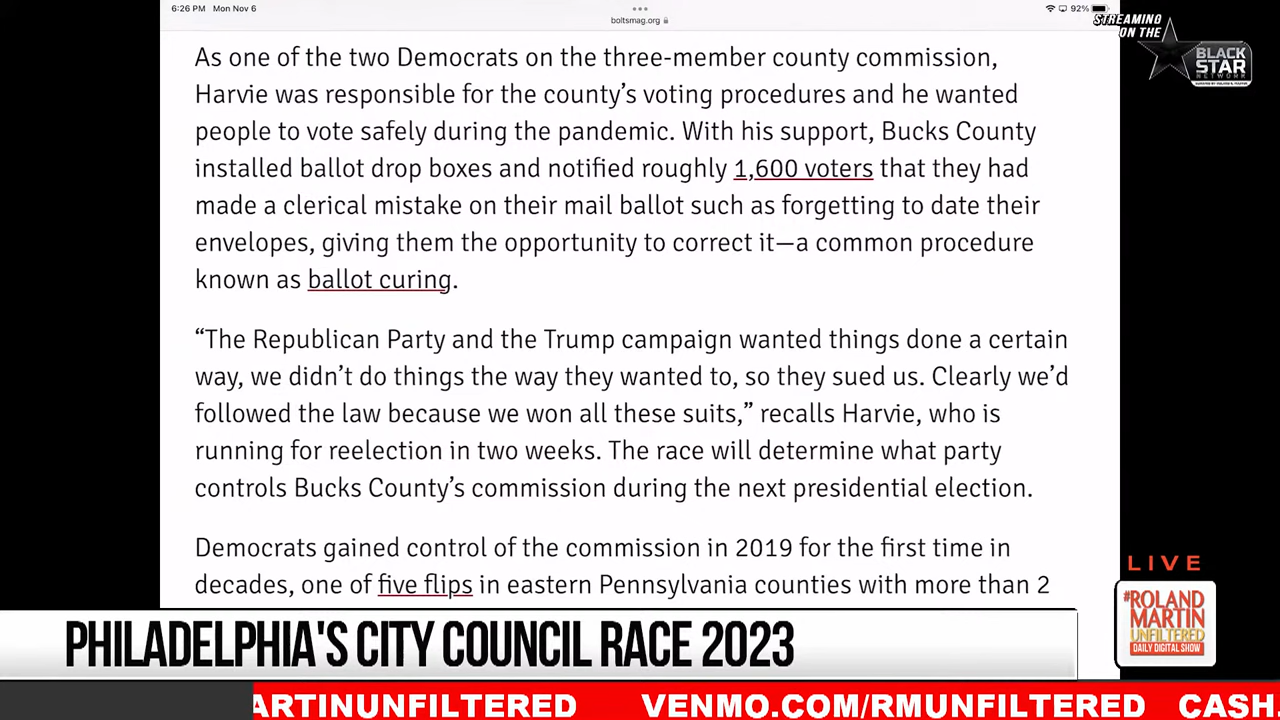 6:26 PM Mon Nov 6
boltsmag.org
92%
STREAMING
ON THE
BLACK
STAR
NETWORK
As one of the two Democrats on the three-member county commission,
Harvie was responsible for the county’s voting procedures and he wanted
people to vote safely during the pandemic. With his support, Bucks County
installed ballot drop boxes and notified roughly 1,600 voters that they had
made a clerical mistake on their mail ballot such as forgetting to date their
envelopes, giving them the opportunity to correct it—a common procedure
known as ballot curing.
“The Republican Party and the Trump campaign wanted things done a certain
way, we didn’t do things the way they wanted to, so they sued us. Clearly we’d
followed the law because we won all these suits,” recalls Harvie, who is
running for reelection in two weeks. The race will determine what party
controls Bucks County’s commission during the next presidential election.
Democrats gained control of the commission in 2019 for the first time in
decades, one of five flips in eastern Pennsylvania counties with more than 2
LIVE
#ROLAND
MARTIN
UNFILTERED
DAILY DIGITAL SHOW
PHILADELPHIA'S CITY COUNCIL RACE 2023
ARTINUNFILTERED VENMO.COM/RMUNFILTERED CASH.